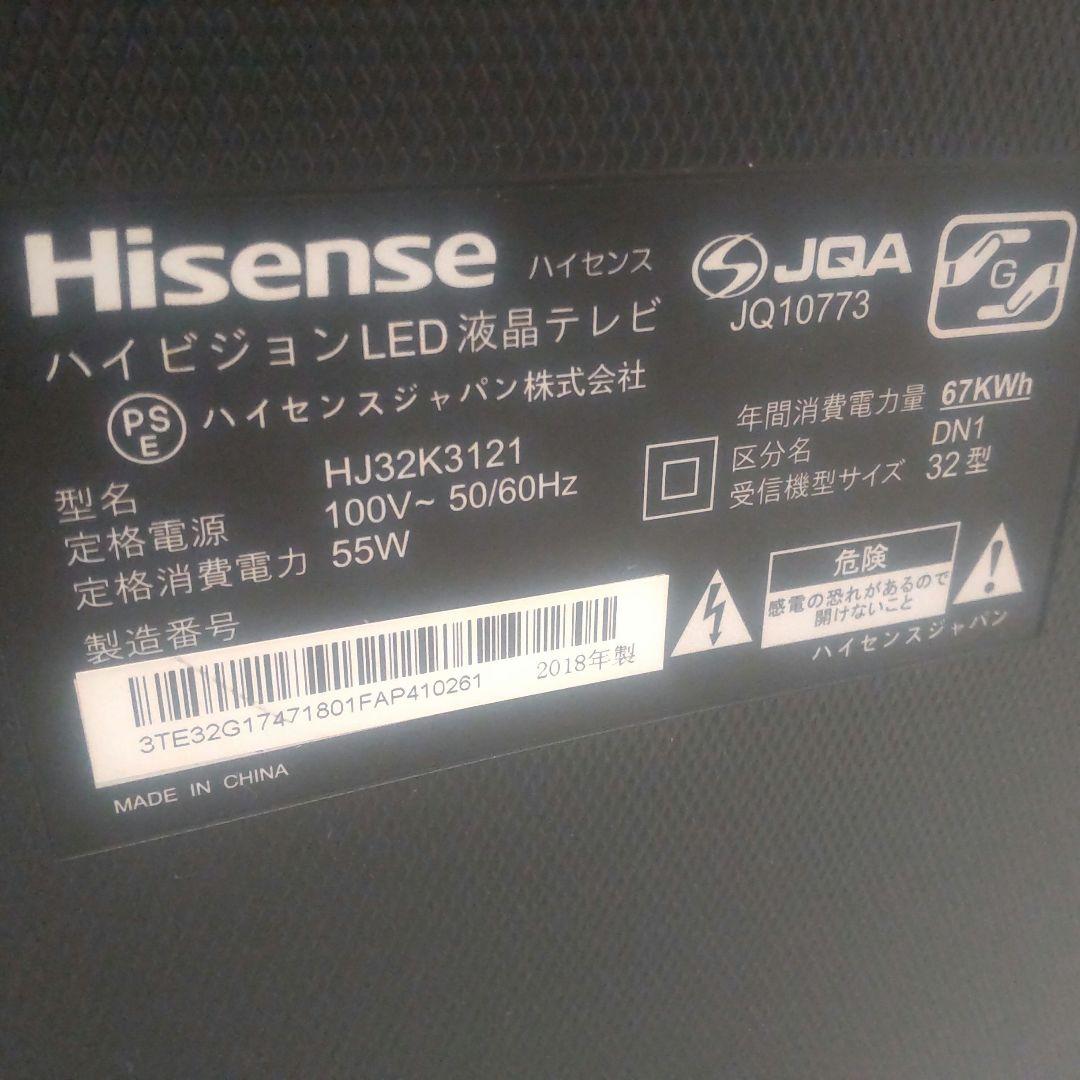 Hisense ハイセンス
ハイビジョンLED液晶テレビ
PSE ハイセンスジャパン株式会社
型名 HJ32K3121
定格電源 100V~ 50/60Hz
定格消費電力 55W
製造番号
3TE32G17471801FAP410261 2018年製
MADE IN CHINA
JQA
JQ10773
G
年間消費電力量 67KWh
区分名 DN1
受信機型サイズ 32型
危険
感電の恐れがあるので
開けないこと
ハイセンスジャパン